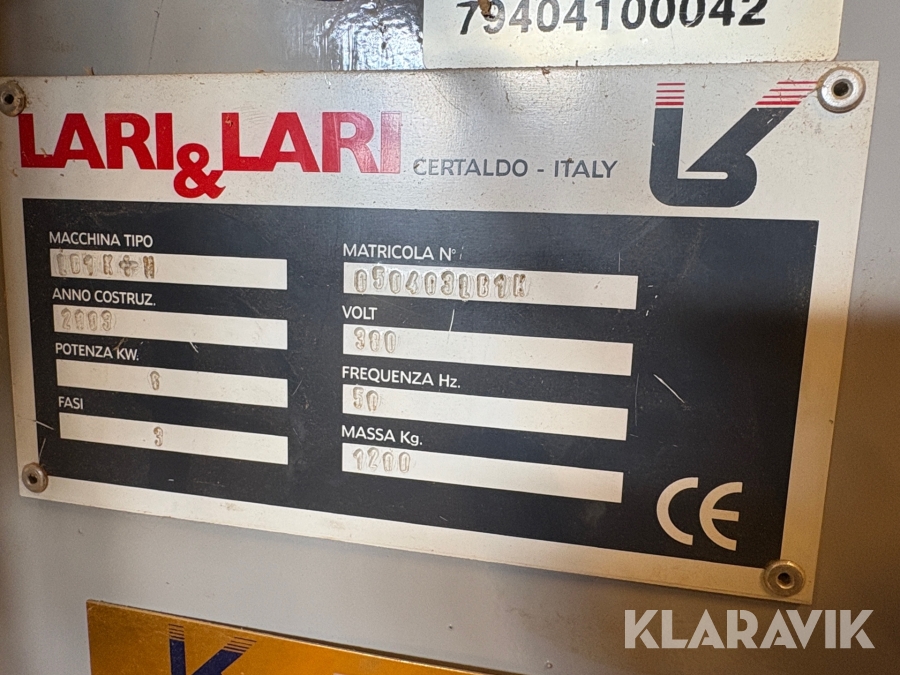 79404100042
LARI&LARI CERTALDO - ITALY
MACCHINA TIPO
ANNO COSTRUZ.
2003
POTENZA KW.
6
FASI
3
MATRICOLA N°
VOLT
380
FREQUENZA Hz.
50
MASSA Kg.
1200
CE
KLARAVIK